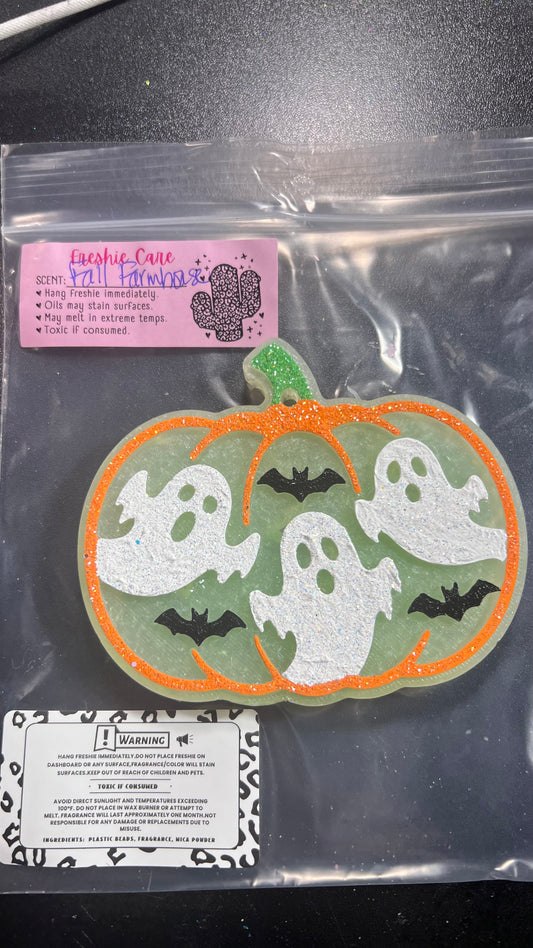 Freshie Care
SCENT: Fall Farmhouse
♥ Hang freshie immediately.
♥ Oils may stain surfaces.
♥ May melt in extreme temps.
♥ Toxic if consumed.
! WARNING
HANG FRESHIE IMMEDIATELY.DO NOT PLACE FRESHIE ON
DASHBOARD OR ANY SURFACE,FRAGRANCE/COLOR WILL STAIN
SURFACES.KEEP OUT OF REACH OF CHILDREN AND PETS.
· TOXIC IF CONSUMED ·
AVOID DIRECT SUNLIGHT AND TEMPERATURES EXCEEDING
100°F. DO NOT PLACE IN WAX BURNER OR ATTEMPT TO
MELT. FRAGRANCE WILL LAST APPROXIMATELY ONE MONTH.NOT
RESPONSIBLE FOR ANY DAMAGE OR REPLACEMENTS DUE TO
MISUSE.
INGREDIENTS: PLASTIC BEADS, FRAGRANCE, MICA POWDER